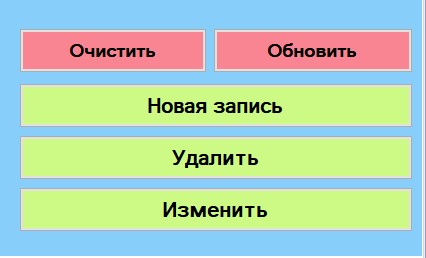 Очистить Обновить
Новая запись
Удалить
Изменить